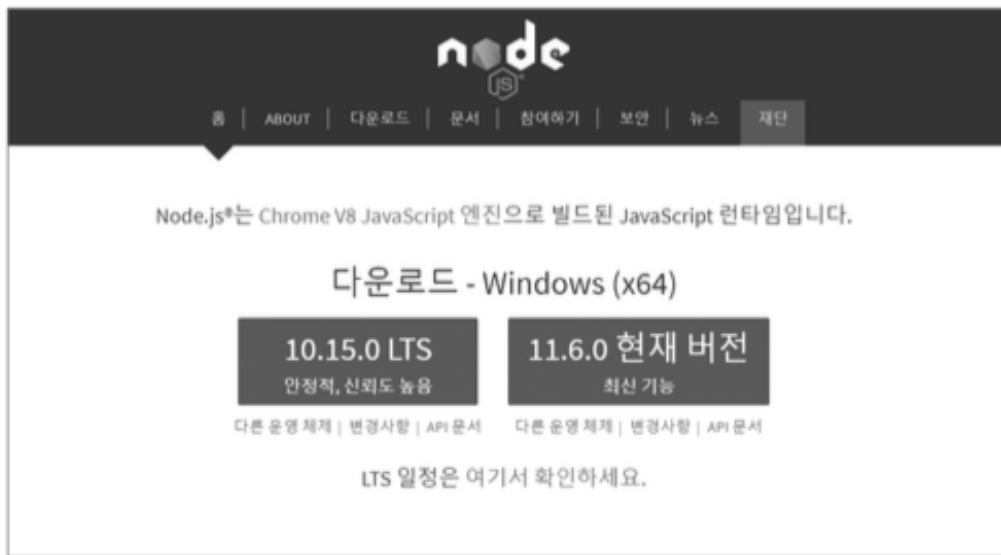 node
JS
홈 | ABOUT | 다운로드 | 문서 | 참여하기 | 보안 | 뉴스 재단
Node.js®는 Chrome V8 JavaScript 엔진으로 빌드된 JavaScript 런타임입니다.
다운로드 - Windows (x64)
10.15.0 LTS 11.6.0 현재 버전
안정적, 신뢰도 높음 최신 기능
다른 운영 체제 | 변경사항 | API 문서 다른 운영 체제 | 변경사항 | API 문서
LTS 일정은 여기서 확인하세요.